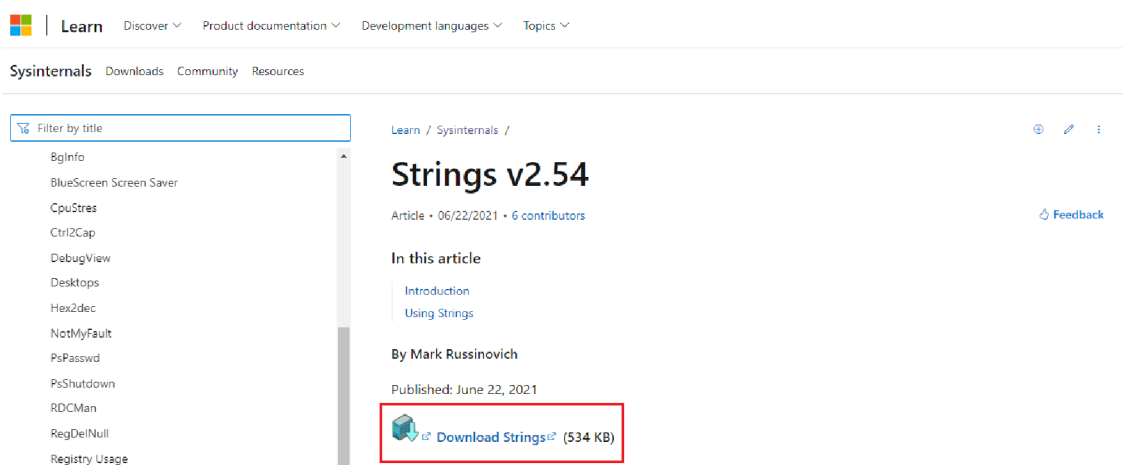 Learn Discover Product documentation Development languages Topics
Sysinternals Downloads Community Resources
Filter by title
BgInfo
BlueScreen Screen Saver
CpuStres
Ctrl2Cap
DebugView
Desktops
Hex2dec
NotMyFault
PsPasswd
PsShutdown
RDCMan
RegDelNull
Registry Usage
Learn / Sysinternals /
Strings v2.54
Article • 06/22/2021 • 6 contributors
Feedback
In this article
Introduction
Using Strings
By Mark Russinovich
Published: June 22, 2021
Download Strings (534 KB)